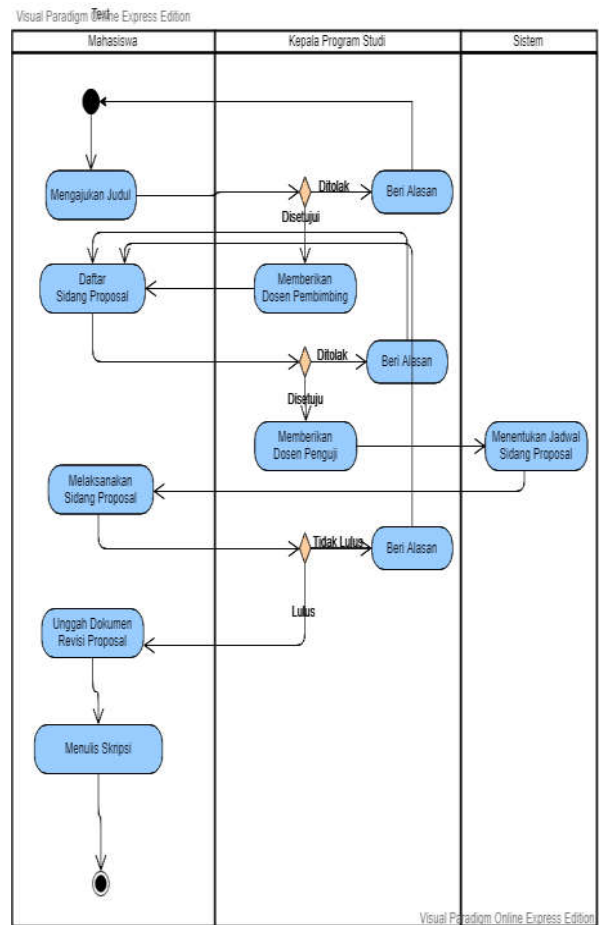 Visual Paradigm Online Express Edition
Text
Mahasiswa
Kepala Program Studi
Sistem
Mengajukan Judul
Ditolak
Beri Alasan
Disetujui
Daftar
Sidang Proposal
Memberikan
Dosen Pembimbing
Ditolak
Beri Alasan
Disetuju
Memberikan
Dosen Penguji
Menentukan Jadwal
Sidang Proposal
Melaksanakan
Sidang Proposal
Tidak Lulus
Beri Alasan
Lulus
Unggah Dokumen
Revisi Proposal
Menulis Skripsi
Visual Paradigm Online Express Edition